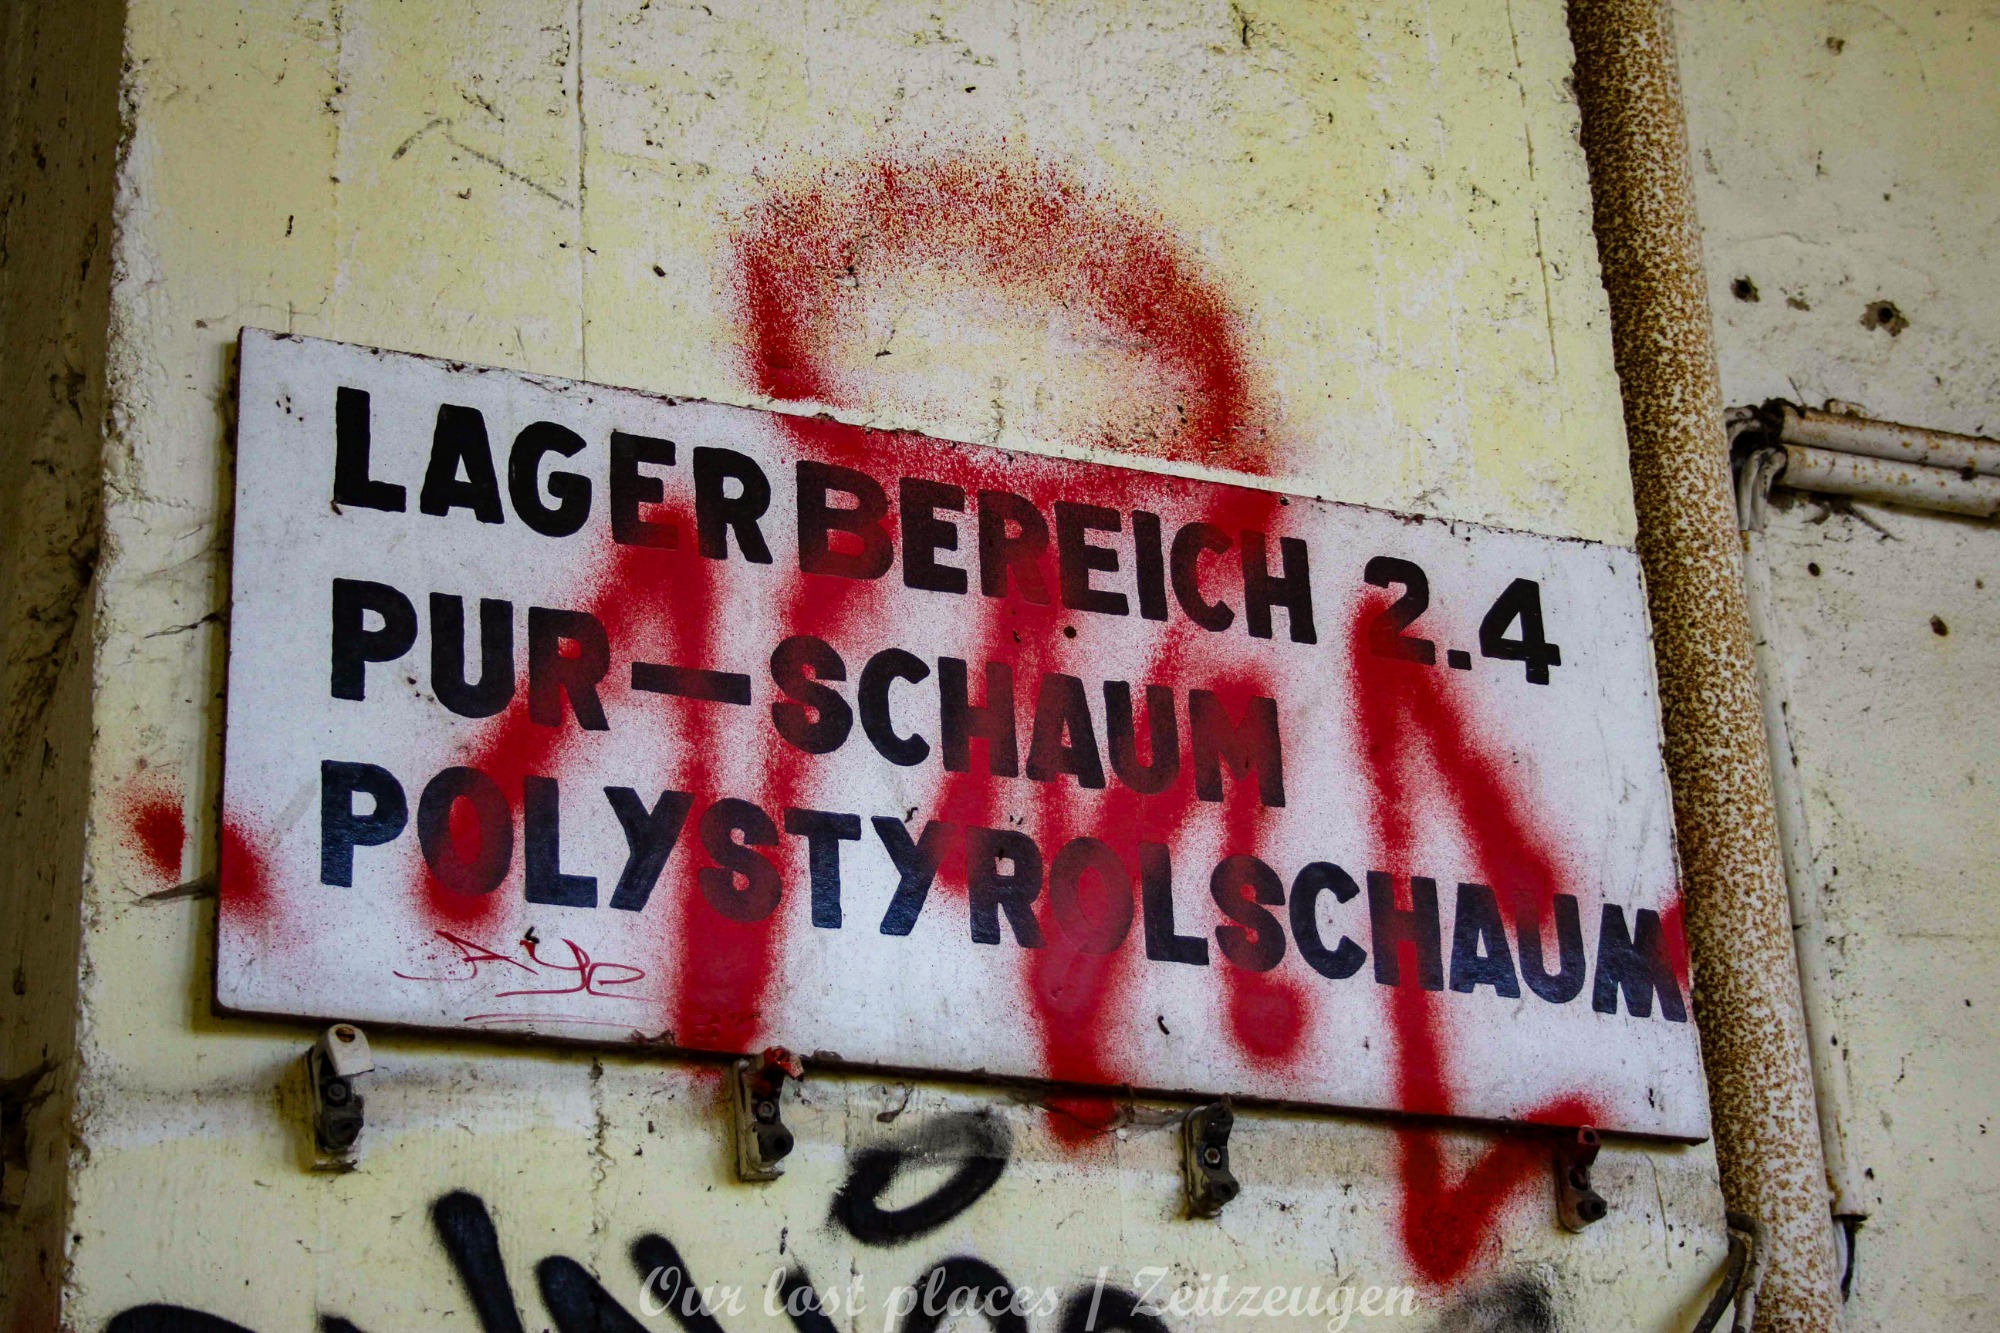 LAGERBEREICH 2.4
PUR-SCHAUM
POLYSTYROLSCHAUM
Our lost places / Zeitzeugen